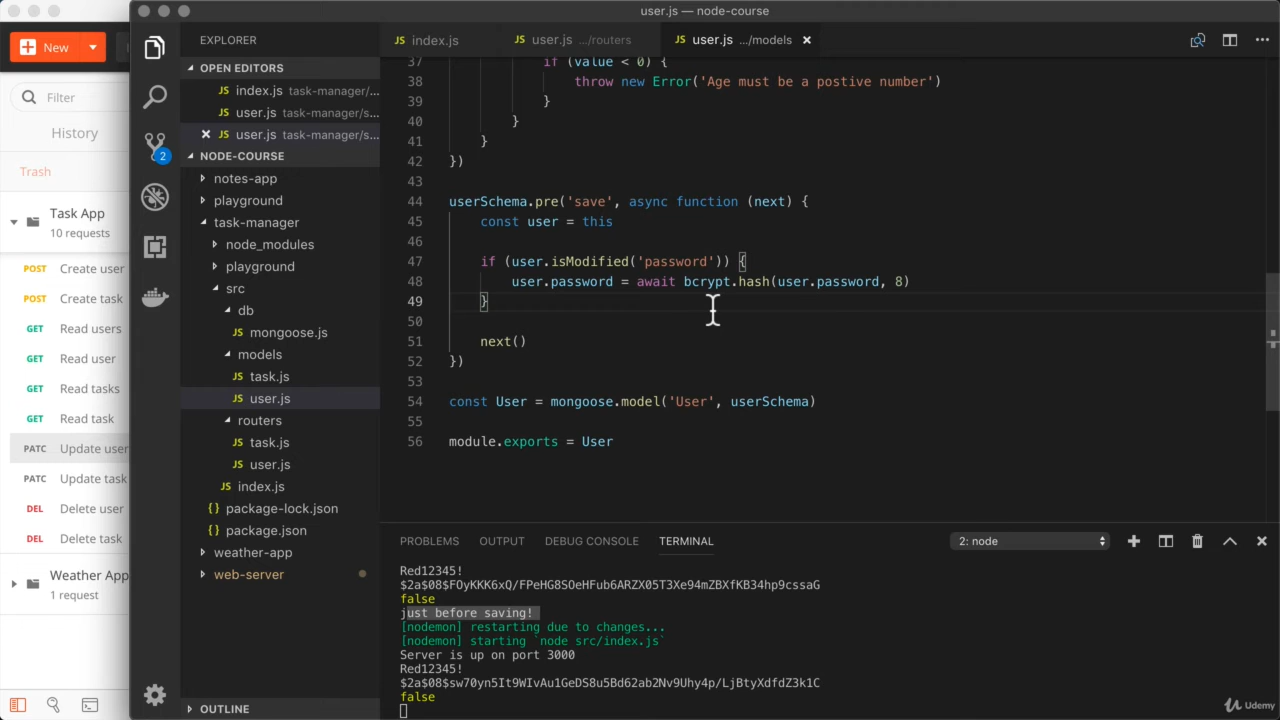 user.js — node-course
New
Filter
History
Trash
Task App
10 requests
POST Create user
POST Create task
GET Read users
GET Read user
GET Read tasks
GET Read task
PATC Update user
PATC Update task
DEL Delete user
DEL Delete task
Weather App
1 request
EXPLORER
OPEN EDITORS
JS index.js task-manager/...
JS user.js task-manager/s...
JS user.js task-manager/s...
2
NODE-COURSE
notes-app
playground
task-manager
node_modules
playground
src
db
JS mongoose.js
models
JS task.js
JS user.js
routers
JS task.js
JS user.js
JS index.js
{} package-lock.json
{} package.json
weather-app
web-server
OUTLINE
JS index.js JS user.js .../routers JS user.js .../models
37 if (value < 0) {
38 throw new Error('Age must be a postive number')
39 }
40 }
41 }
42 })
43
44 userSchema.pre('save', async function (next) {
45 const user = this
46
47 if (user.isModified('password')) {
48 user.password = await bcrypt.hash(user.password, 8)
49 }
50
51 next()
52 })
53
54 const User = mongoose.model('User', userSchema)
55
56 module.exports = User
PROBLEMS OUTPUT DEBUG CONSOLE TERMINAL 2: node
Red12345!
$2a$08$FOyKKK6xQ/FPeHG8SOeHFub6ARZX05T3Xe94mZBXfKB34hp9cssaG
false
just before saving!
[nodemon] restarting due to changes...
[nodemon] starting `node src/index.js`
Server is up on port 3000
Red12345!
$2a$08$sw70yn5It9WIvAu1GeDS8u5Bd62ab2Nv9Uhy4p/LjBtyXdfdZ3k1C
false
Udemy